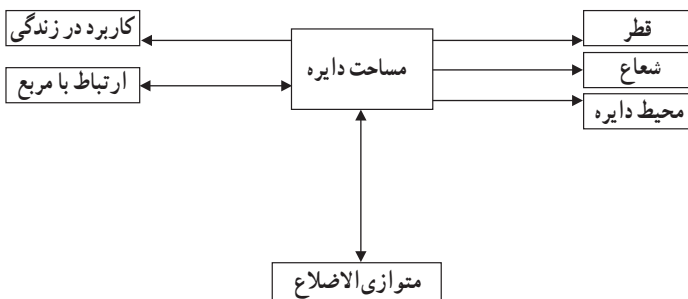 قطر
شعاع
محیط دایره
مساحت دایره
کاربرد در زندگی
ارتباط با مربع
متوازی‌الاضلاع